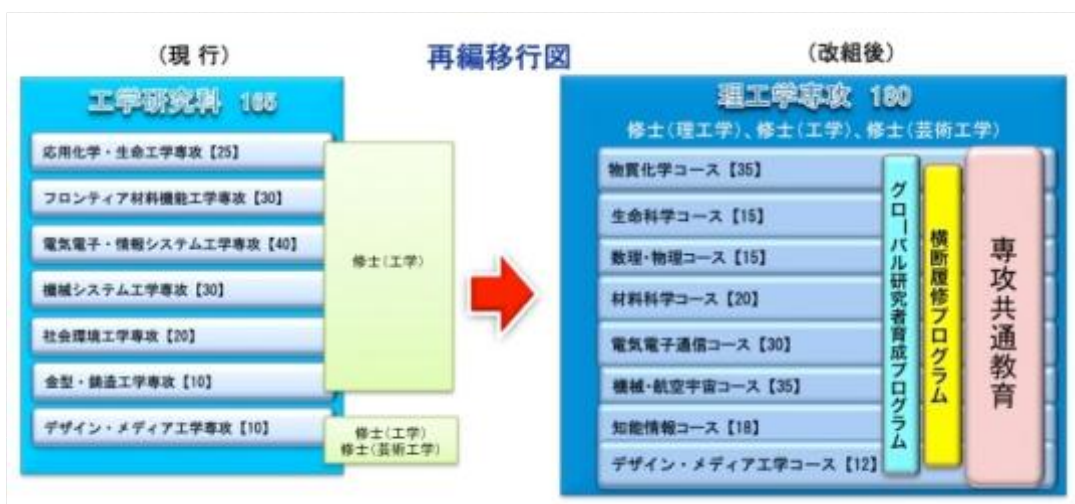 (現 行)
再編移行図
(改組後)
工学研究科 165
応用化学・生命工学専攻【25】
フロンティア材料機能工学専攻【30】
電気電子・情報システム工学専攻【40】
機械システム工学専攻【30】
社会環境工学専攻【20】
金型・鋳造工学専攻【10】
デザイン・メディア工学専攻【10】
修士(工学)
修士(工学)
修士(芸術工学)
理工学専攻 180
修士(理工学)、修士(工学)、修士(芸術工学)
物質化学コース【35】
生命科学コース【15】
数理・物理コース【15】
材料科学コース【20】
電気電子通信コース【30】
機械・航空宇宙コース【35】
知能情報コース【18】
デザイン・メディア工学コース【12】
グローバル研究者育成プログラム
横断履修プログラム
専攻共通教育